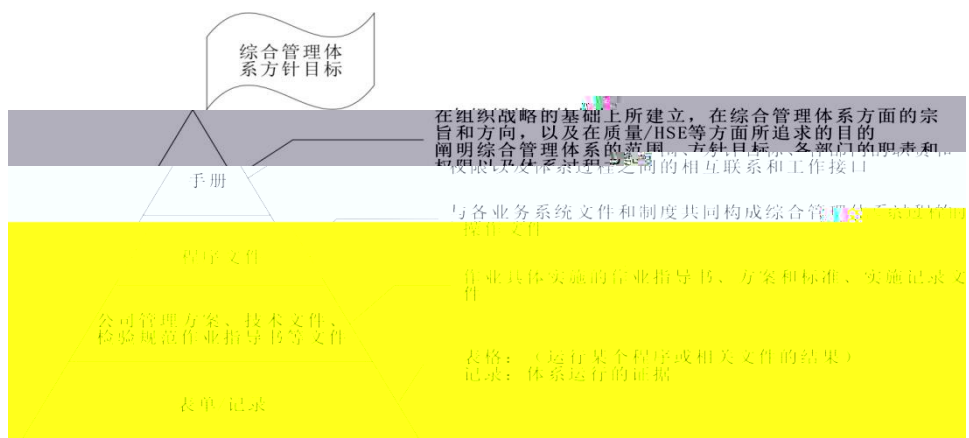 综合管理体
系方针目标
在组织战略的基础上所建立，在综合管理体系方面的宗
旨和方向，以及在质量/HSE等方面所追求的目的
阐明综合管理体系的范围、方针目标、各部门的职责和
权限以及体系过程之间的相互联系和工作接口
手册
与各业务系统文件和制度共同构成综合管理体系过程的
操作文件
程序文件
作业具体实施的作业指导书、方案和标准、实施记录文
件
公司管理方案、技术文件、
检验规范作业指导书等文件
表格：（运行某个程序或相关文件的结果）
记录：体系运行的证据
表单 记录